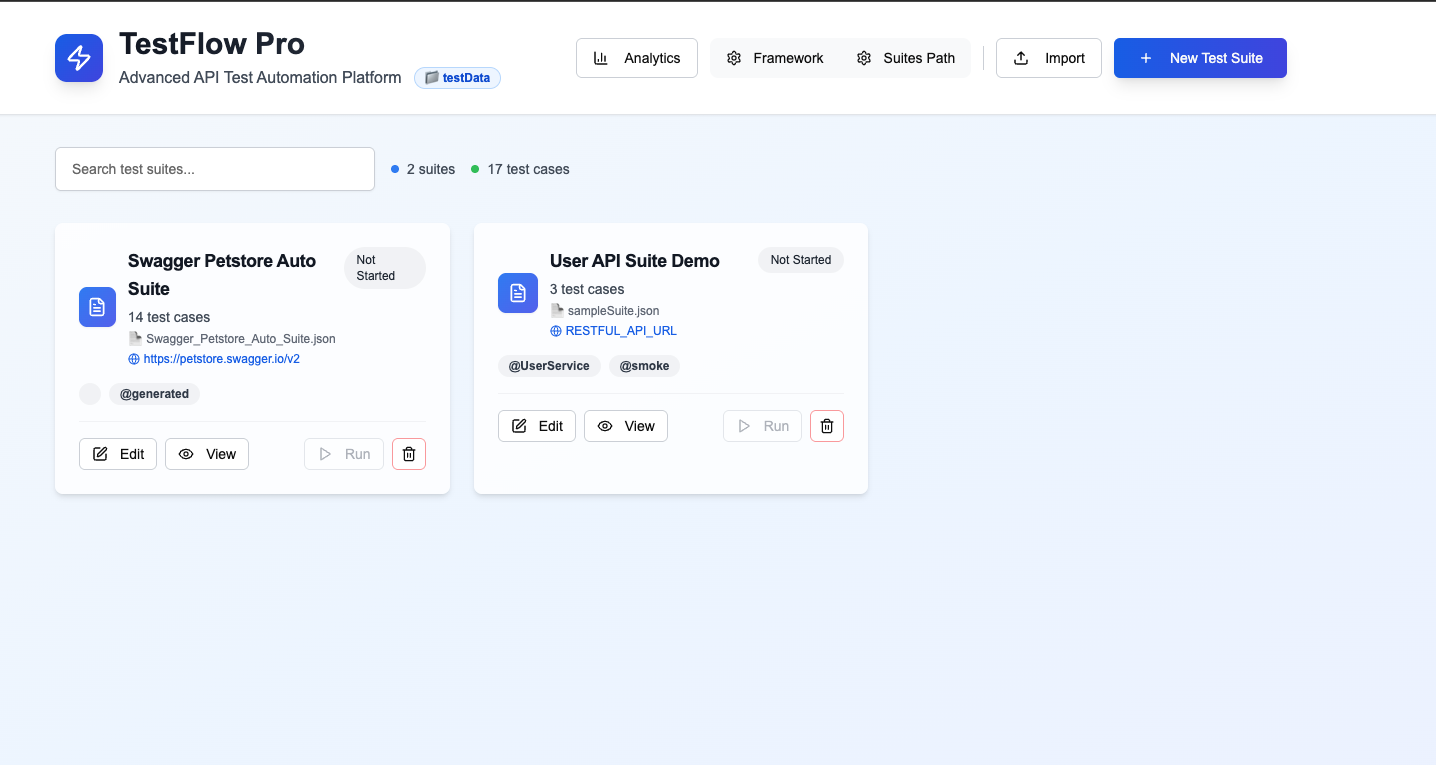 TestFlow Pro
Advanced API Test Automation Platform testData
Analytics Framework Suites Path Import New Test Suite
Search test suites... 2 suites 17 test cases
Swagger Petstore Auto
Suite
Not
Started
14 test cases
Swagger_Petstore_Auto_Suite.json
https://petstore.swagger.io/v2
@generated
Edit View Run
User API Suite Demo Not Started
3 test cases
sampleSuite.json
RESTFUL_API_URL
@UserService @smoke
Edit View Run